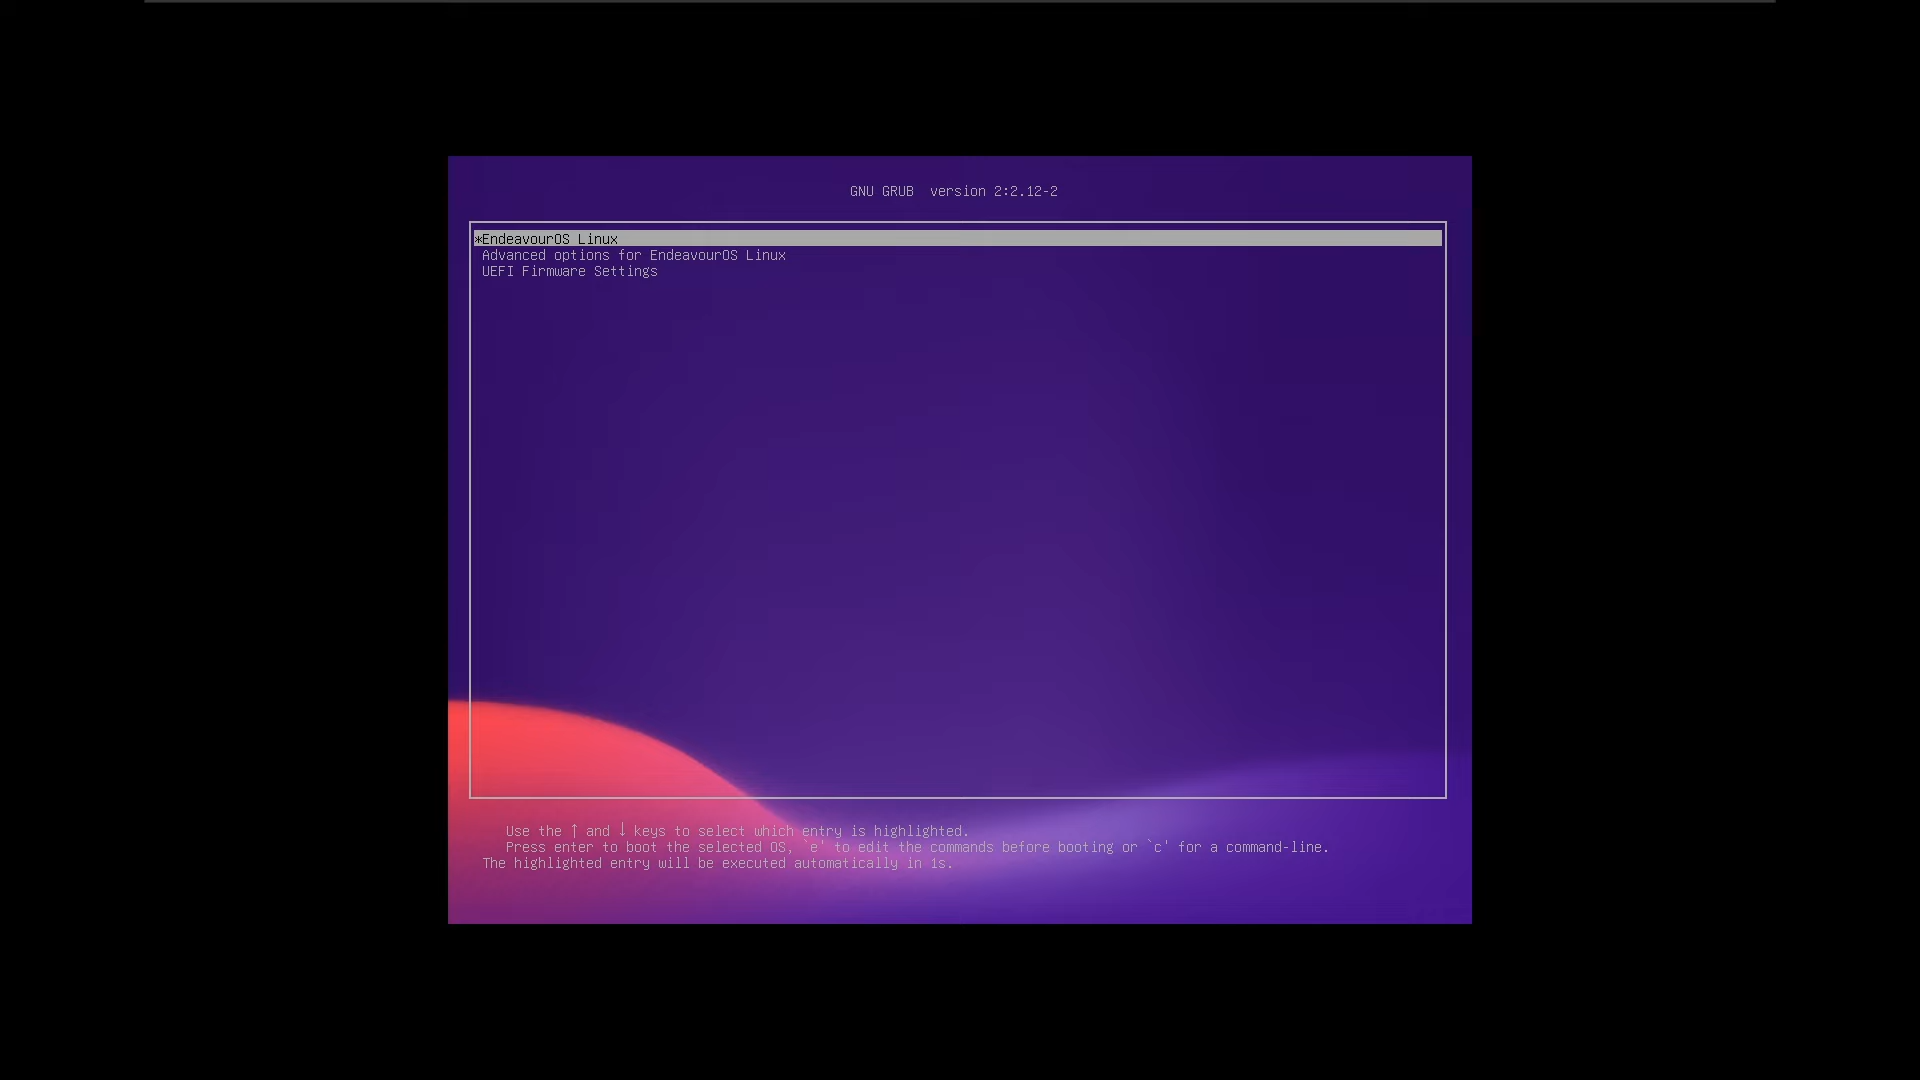 GNU GRUB  version 2:2.12-2
*EndeavourOS Linux
Advanced options for EndeavourOS Linux
UEFI Firmware Settings
Use the ↑ and ↓ keys to select which entry is highlighted.
Press enter to boot the selected OS, `e' to edit the commands before booting or `c' for a command-line.
The highlighted entry will be executed automatically in 1s.